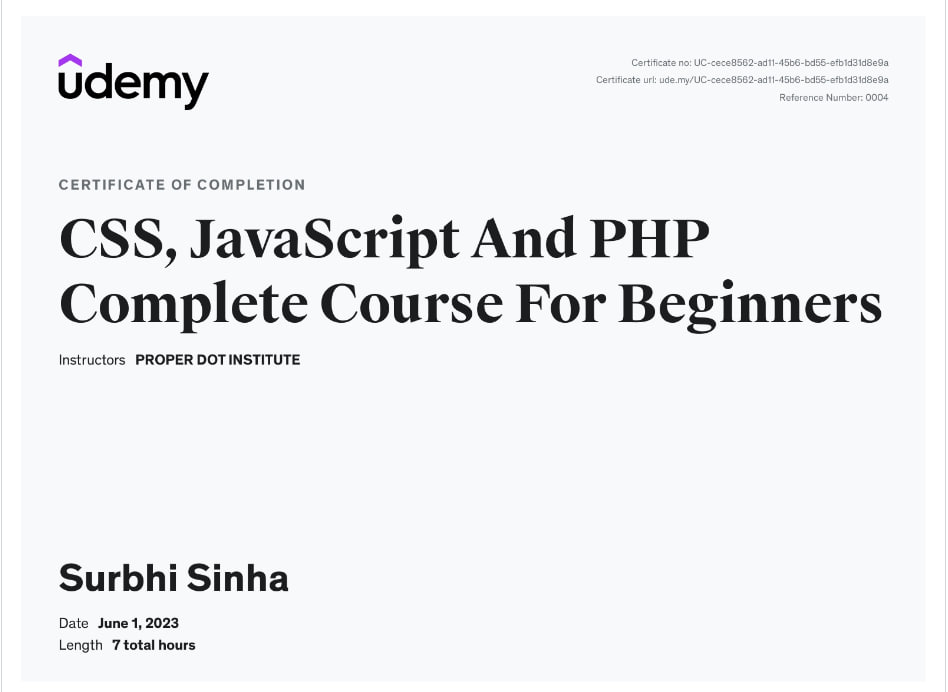 udemy
Certificate no: UC-cece8562-ad11-45b6-bd55-efb1d31d8e9a
Certificate url: ude.my/UC-cece8562-ad11-45b6-bd55-efb1d31d8e9a
Reference Number: 0004
CERTIFICATE OF COMPLETION
CSS, JavaScript And PHP
Complete Course For Beginners
Instructors PROPER DOT INSTITUTE
Surbhi Sinha
Date June 1, 2023
Length 7 total hours